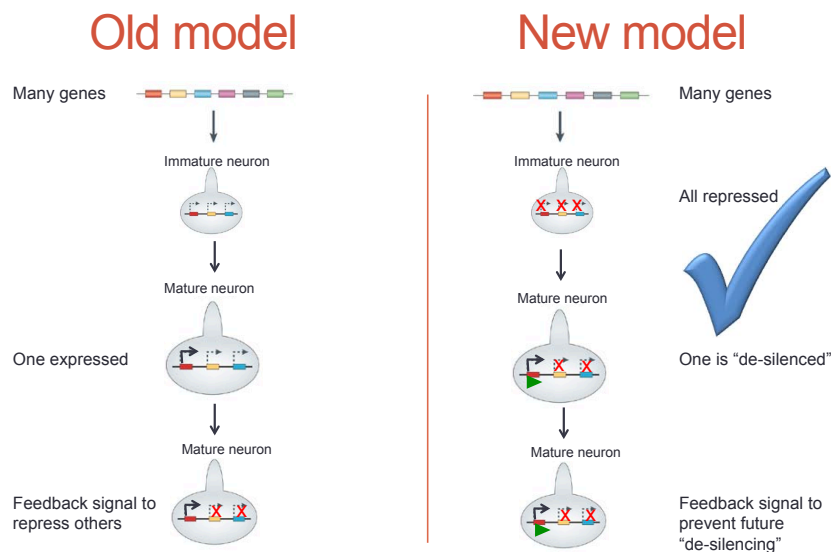 Old model
Many genes
Immature neuron
Mature neuron
One expressed
Mature neuron
Feedback signal to
repress others
New model
Many genes
Immature neuron
All repressed
Mature neuron
One is “de-silenced”
Mature neuron
Feedback signal to
prevent future
“de-silencing”